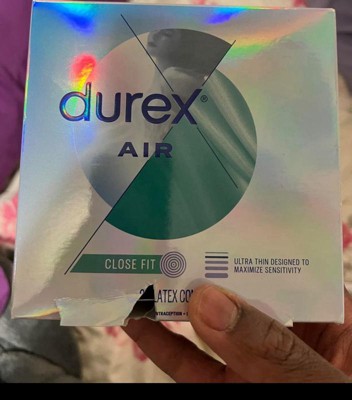 durex®
AIR
CLOSE FIT
ULTRA THIN DESIGNED TO
MAXIMIZE SENSITIVITY
LATEX